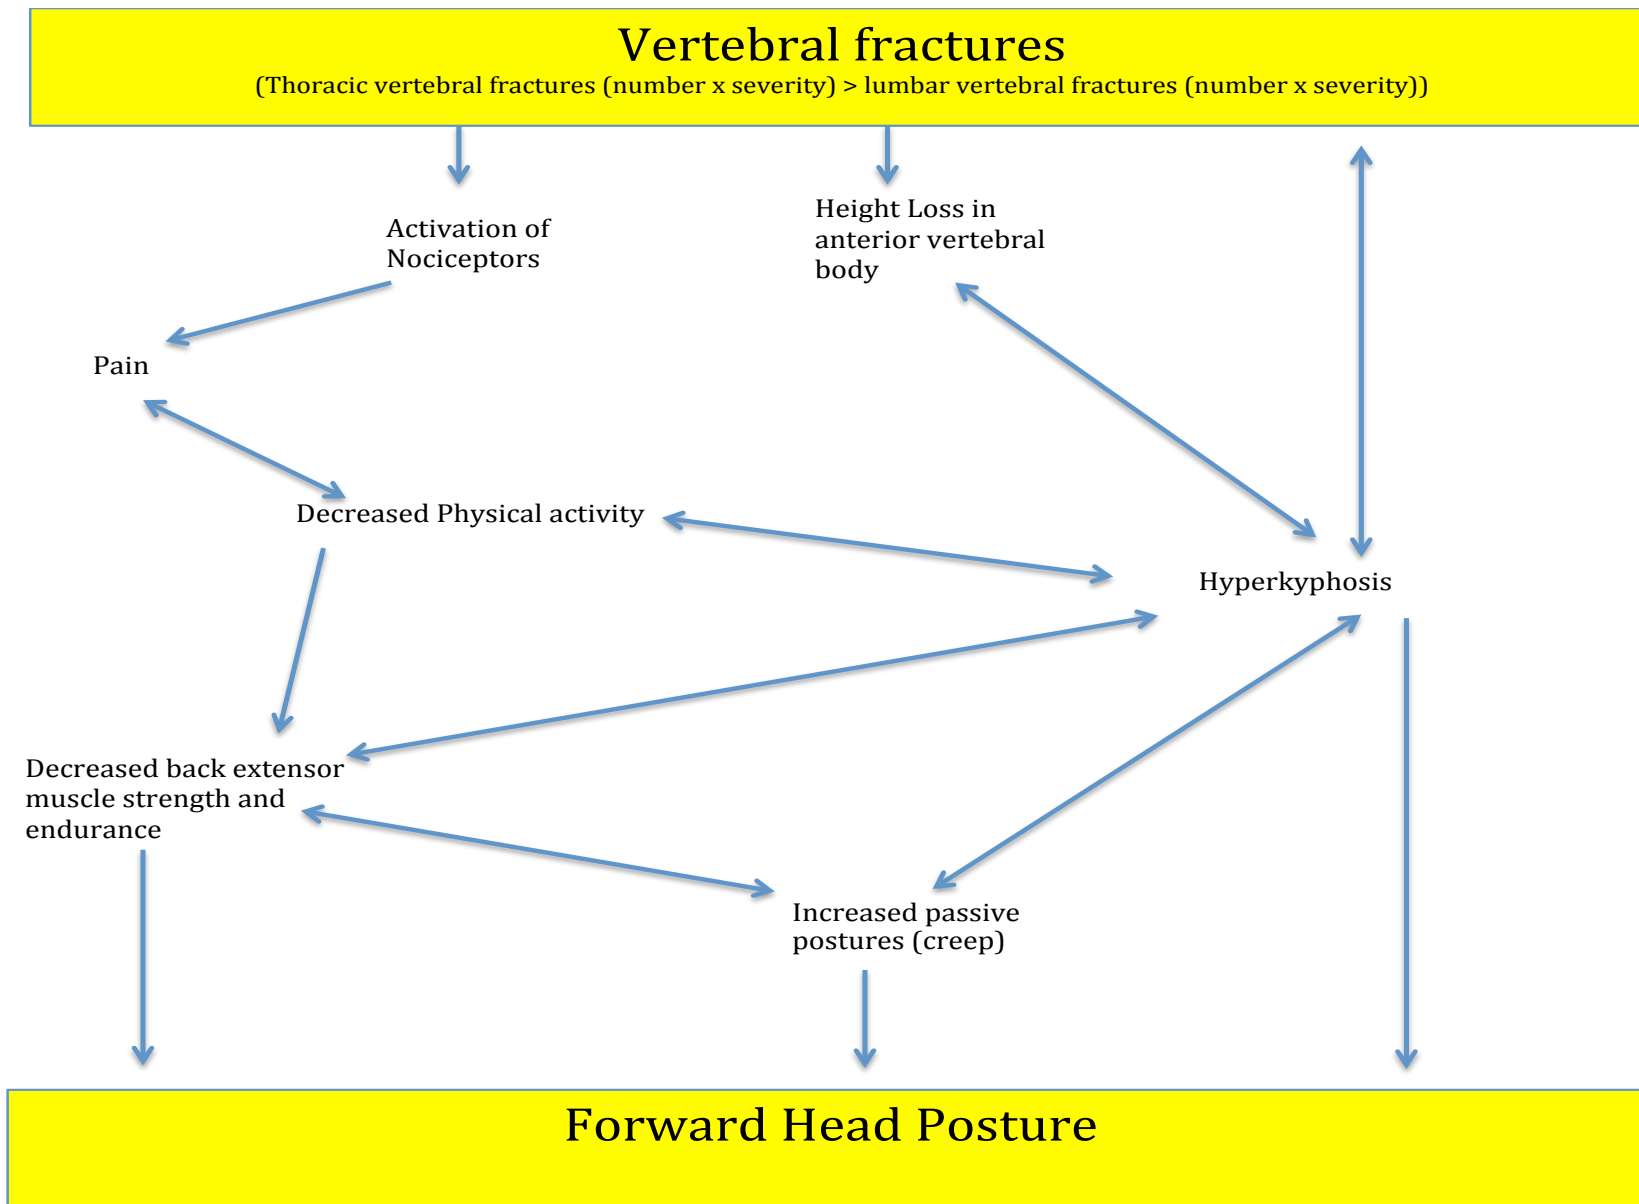 Vertebral fractures
(Thoracic vertebral fractures (number x severity) > lumbar vertebral fractures (number x severity))
Activation of
Nociceptors
Height Loss in
anterior vertebral
body
Pain
Decreased Physical activity
Hyperkyphosis
Decreased back extensor
muscle strength and
endurance
Increased passive
postures (creep)
Forward Head Posture